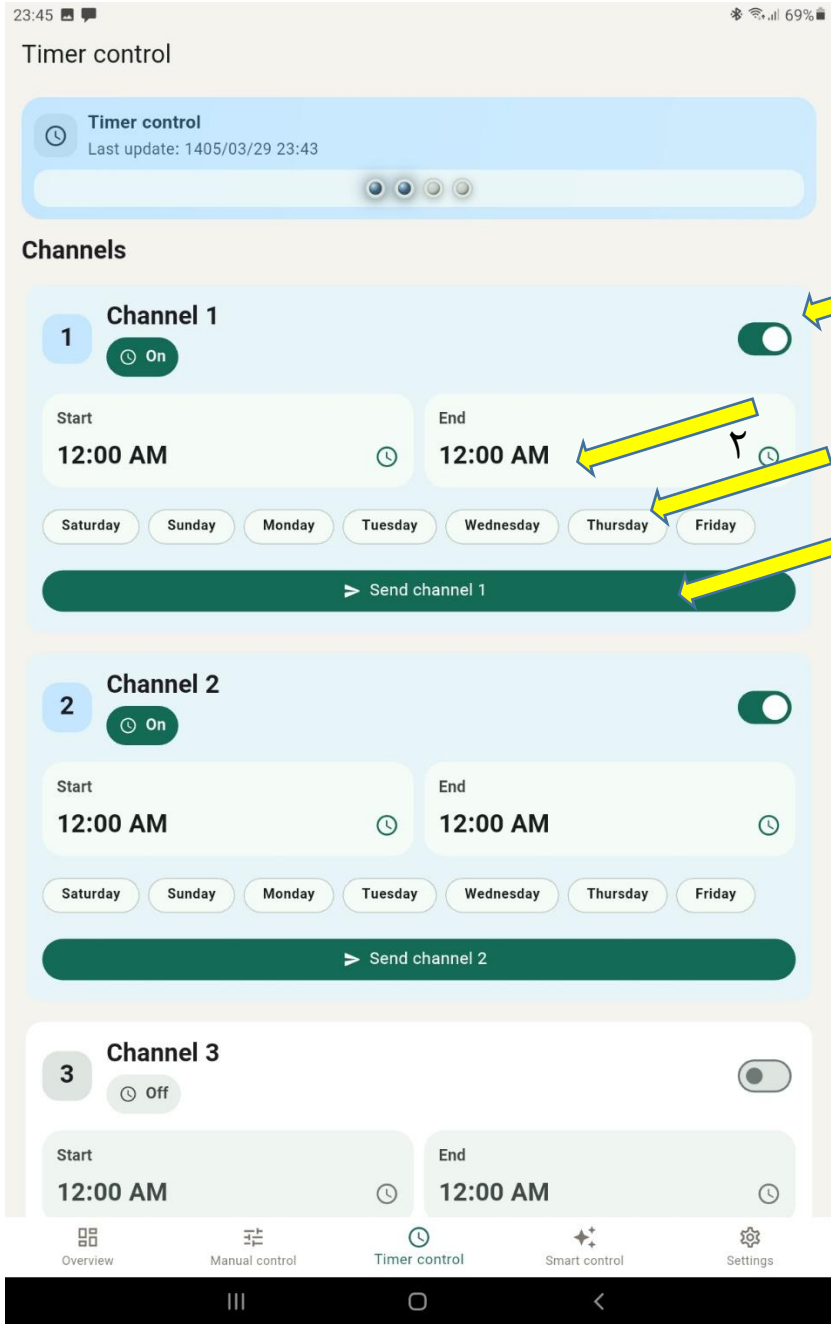 23:45 69%
Timer control
Timer control
Last update: 1405/03/29 23:43
Channels
1 Channel 1
On
Start End
12:00 AM 12:00 AM ۲
Saturday Sunday Monday Tuesday Wednesday Thursday Friday
Send channel 1
2 Channel 2
On
Start End
12:00 AM 12:00 AM
Saturday Sunday Monday Tuesday Wednesday Thursday Friday
Send channel 2
3 Channel 3
Off
Start End
12:00 AM 12:00 AM
Overview Manual control Timer control Smart control Settings